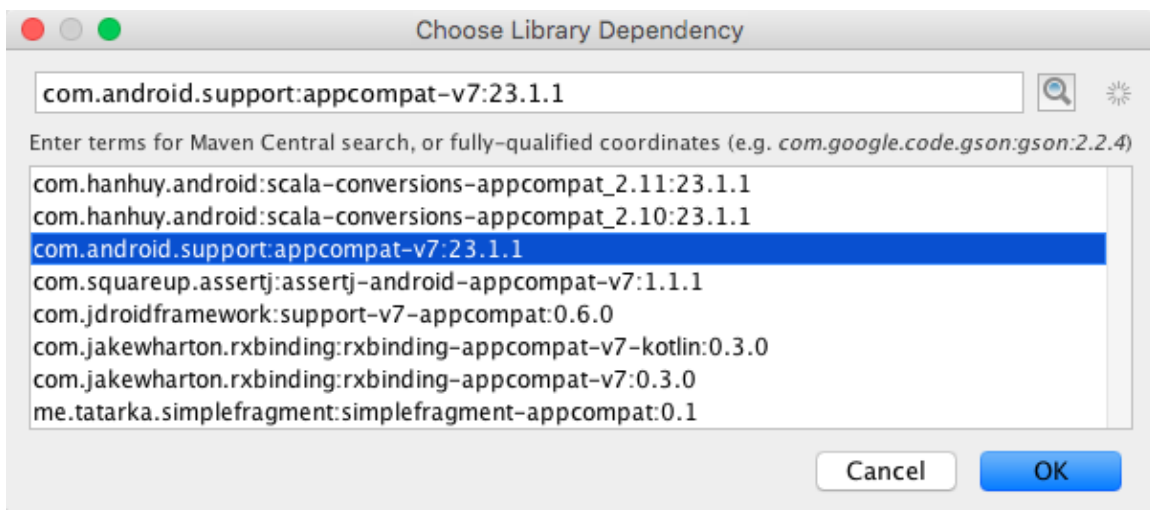 Choose Library Dependency
com.android.support:appcompat-v7:23.1.1
Enter terms for Maven Central search, or fully-qualified coordinates (e.g. com.google.code.gson:gson:2.2.4)
com.hanhuy.android:scala-conversions-appcompat_2.11:23.1.1
com.hanhuy.android:scala-conversions-appcompat_2.10:23.1.1
com.android.support:appcompat-v7:23.1.1
com.squareup.assertj:assertj-android-appcompat-v7:1.1.1
com.jdroidframework:support-v7-appcompat:0.6.0
com.jakewharton.rxbinding:rxbinding-appcompat-v7-kotlin:0.3.0
com.jakewharton.rxbinding:rxbinding-appcompat-v7:0.3.0
me.tatarka.simplefragment:simplefragment-appcompat:0.1
Cancel OK